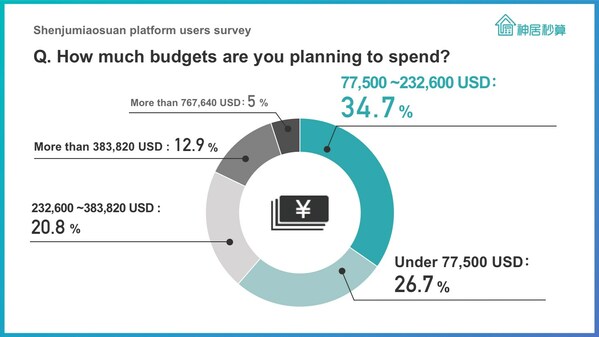 Shenjumiaosuan platform users survey
神居秒算
Q. How much budgets are you planning to spend?
77,500 ~232,600 USD:
34.7 %
More than 767,640 USD: 5 %
More than 383,820 USD : 12.9 %
232,600 ~383,820 USD :
20.8 %
¥
Under 77,500 USD:
26.7 %